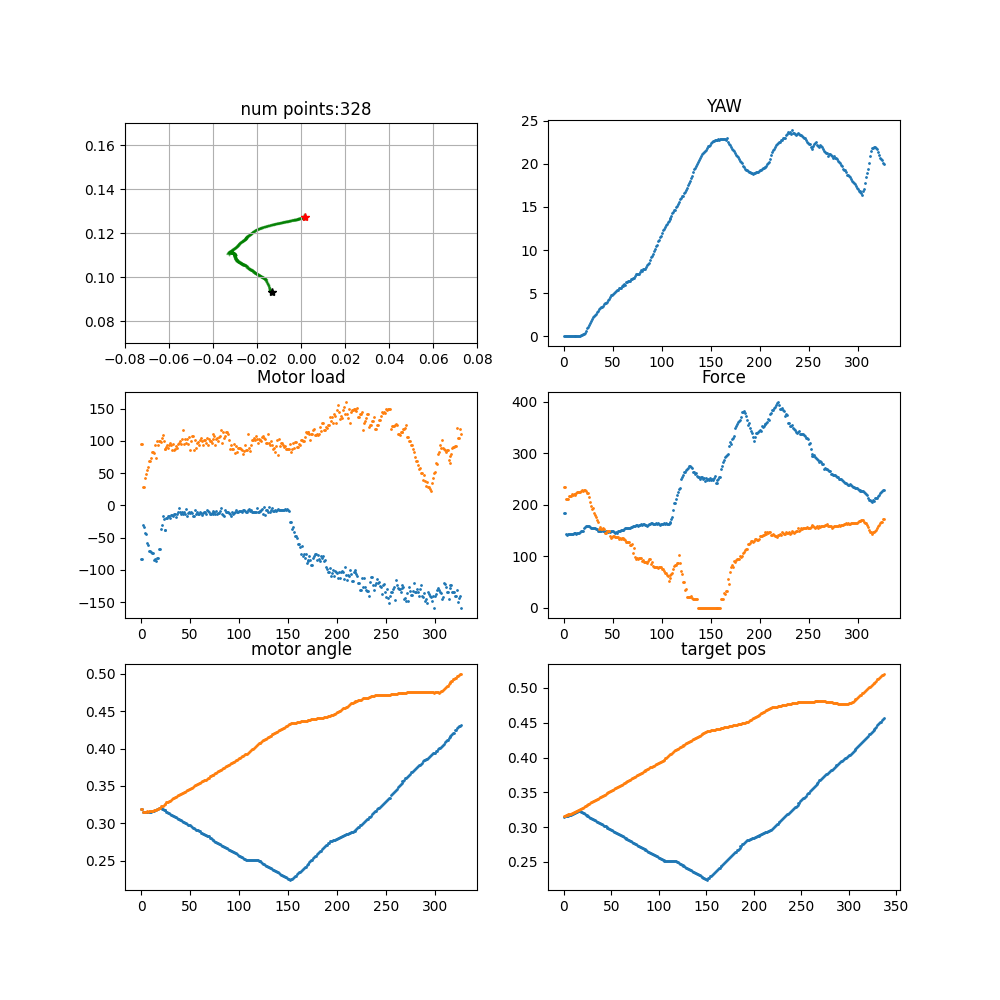 num points:328
0.16
0.14
0.12
0.10
0.08
−0.08 −0.06 −0.04 −0.02 0.00 0.02 0.04 0.06 0.08
YAW
25
20
15
10
5
0
0 50 100 150 200 250 300
Motor load
150
100
50
0
−50
−100
−150
0 50 100 150 200 250 300
Force
400
300
200
100
0
0 50 100 150 200 250 300
motor angle
0.50
0.45
0.40
0.35
0.30
0.25
0 50 100 150 200 250 300
target pos
0.50
0.45
0.40
0.35
0.30
0.25
0 50 100 150 200 250 300 350